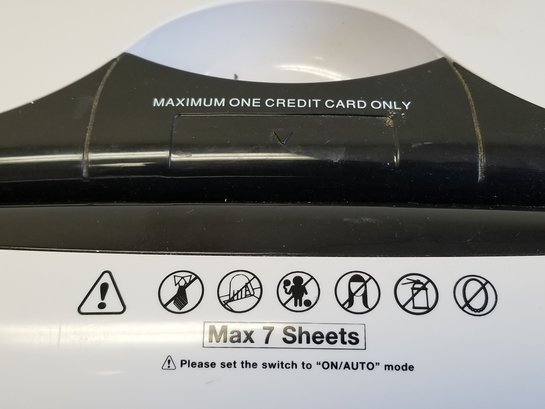 MAXIMUM ONE CREDIT CARD ONLY
Max 7 Sheets
Please set the switch to "ON/AUTO" mode